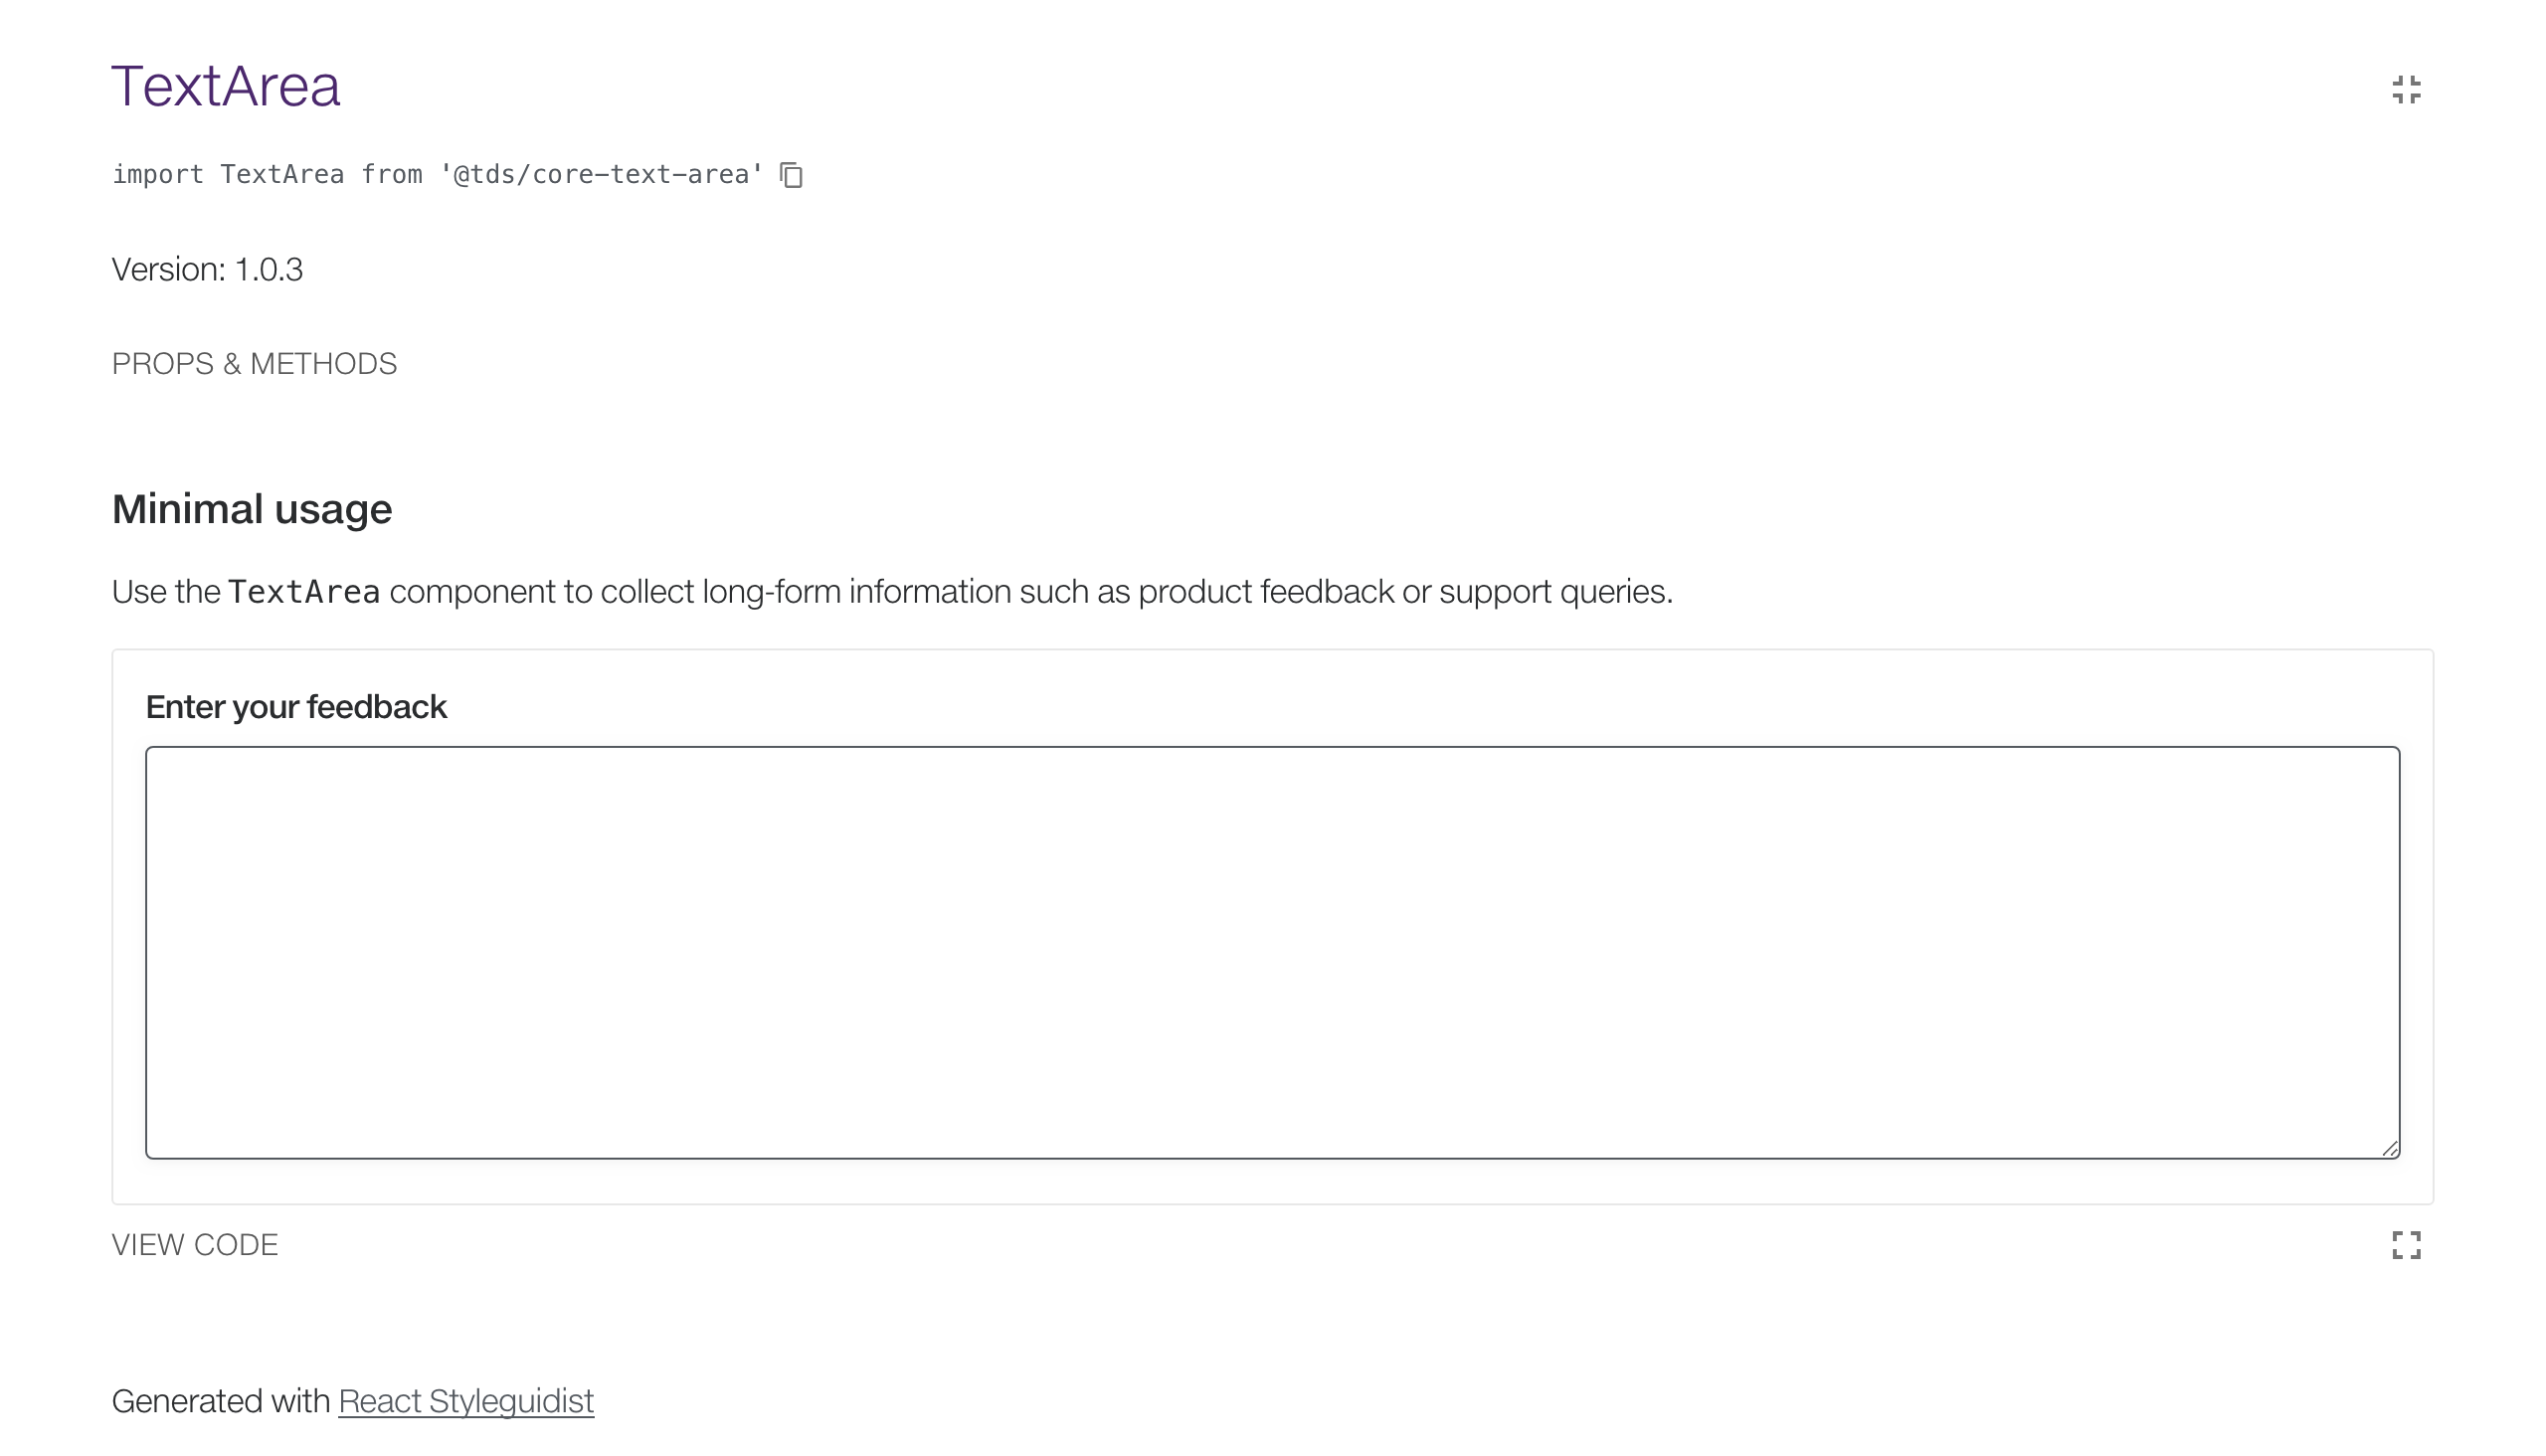 TextArea
import TextArea from '@tds/core-text-area'
Version: 1.0.3
PROPS & METHODS
Minimal usage
Use the TextArea component to collect long-form information such as product feedback or support queries.
Enter your feedback
VIEW CODE
Generated with React Styleguidist